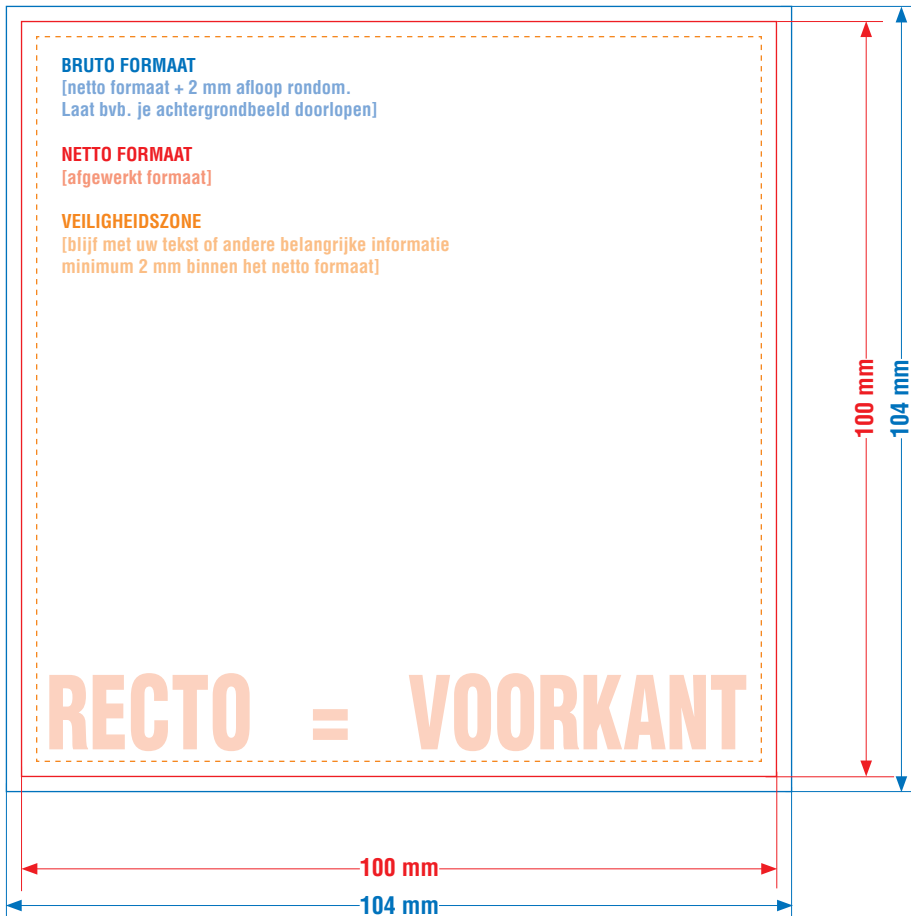 BRUTO FORMAAT
[netto formaat + 2 mm afloop rondom.
Laat bvb. je achtergrondbeeld doorlopen]
NETTO FORMAAT
[afgewerkt formaat]
VEILIGHEIDSZONE
[blijf met uw tekst of andere belangrijke informatie
minimum 2 mm binnen het netto formaat]
100 mm
104 mm
RECTO = VOORKANT
100 mm
104 mm